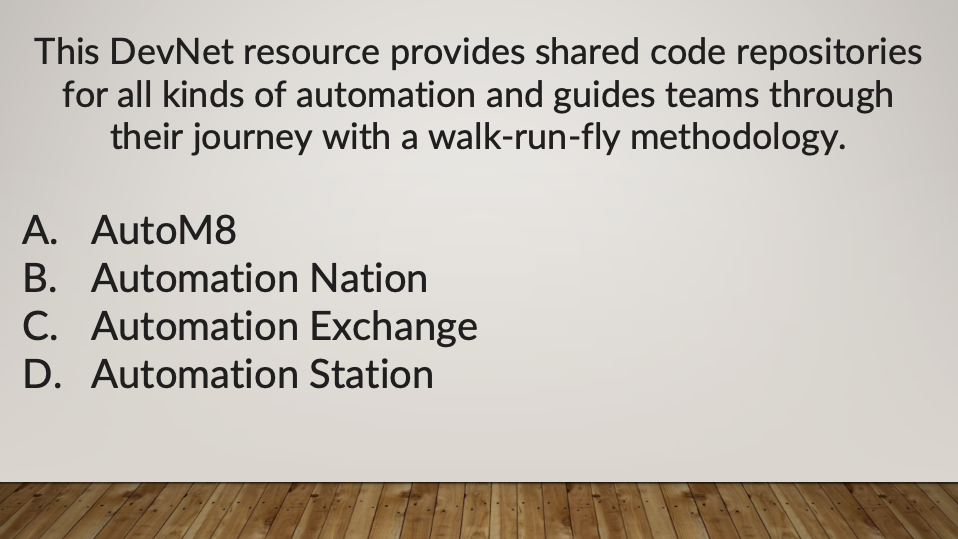 This DevNet resource provides shared code repositories
for all kinds of automation and guides teams through
their journey with a walk-run-fly methodology.
A. AutoM8
B. Automation Nation
C. Automation Exchange
D. Automation Station